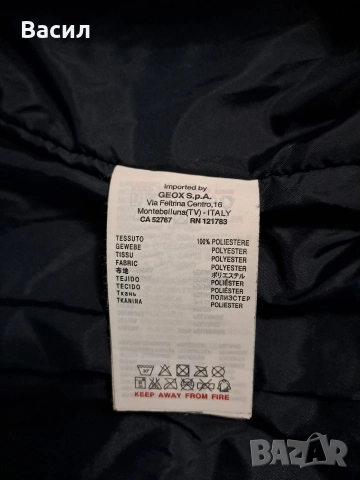 Васил
imported by
GEOX S.p.A.
Via Feltrina Centro,16
Montebelluna(TV) - ITALY
CA 52767 RN 121783
TESSUTO 100% POLIESTERE
GEWEBE POLYESTER
TISSU POLYESTER
FABRIC POLYESTER
布地 ポリエステル
TEJIDO POLIÉSTER
TECIDO POLIÉSTER
Ткань ПОЛИЭСТЕР
TKANINA POLIESTER
KEEP AWAY FROM FIRE
BAZAR